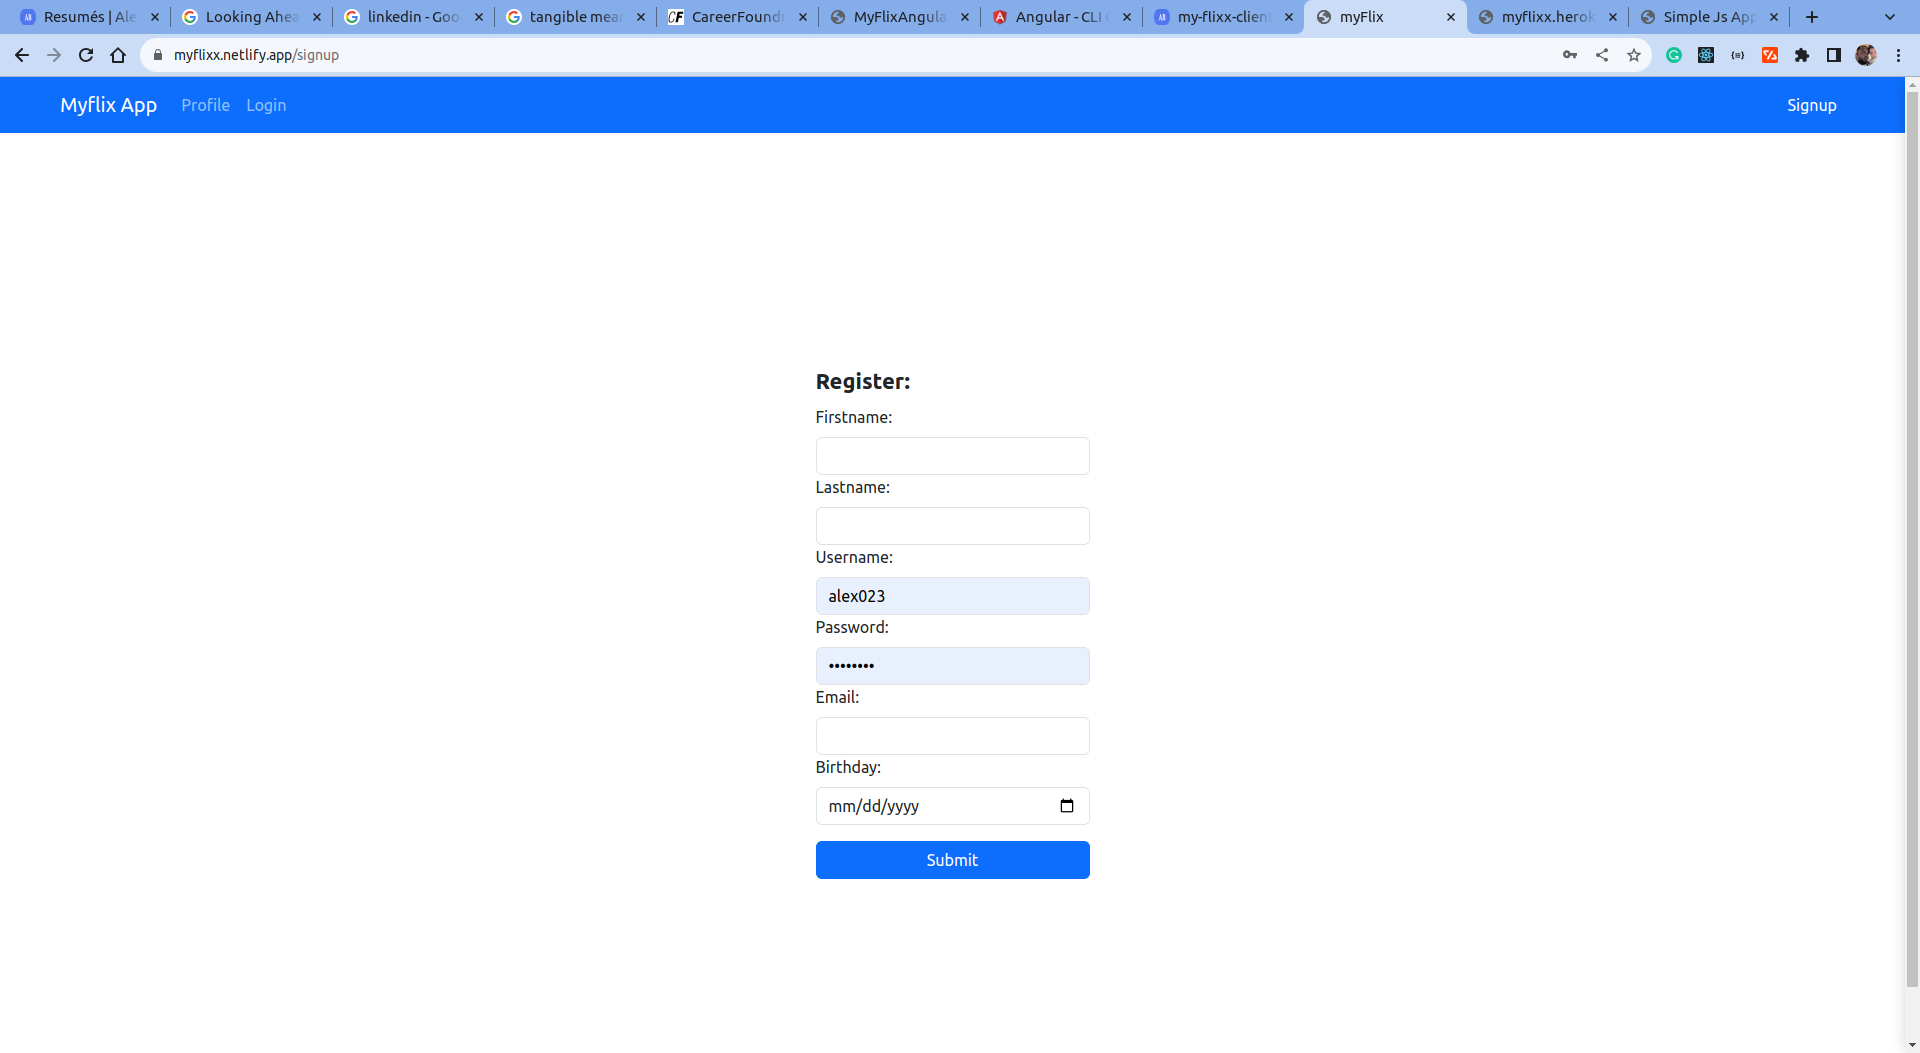 Resumés | Ale
Looking Ahea
linkedin - Goo
tangible mear
CareerFound
MyFlixAngula
Angular - CLI
my-flixx-clien
myFlix
myflixx.herok
Simple Js App
myflixx.netlify.app/signup
Myflix App
Profile
Login
Signup
Register:
Firstname:
Lastname:
Username:
alex023
Password:
••••••••
Email:
Birthday:
mm/dd/yyyy
Submit